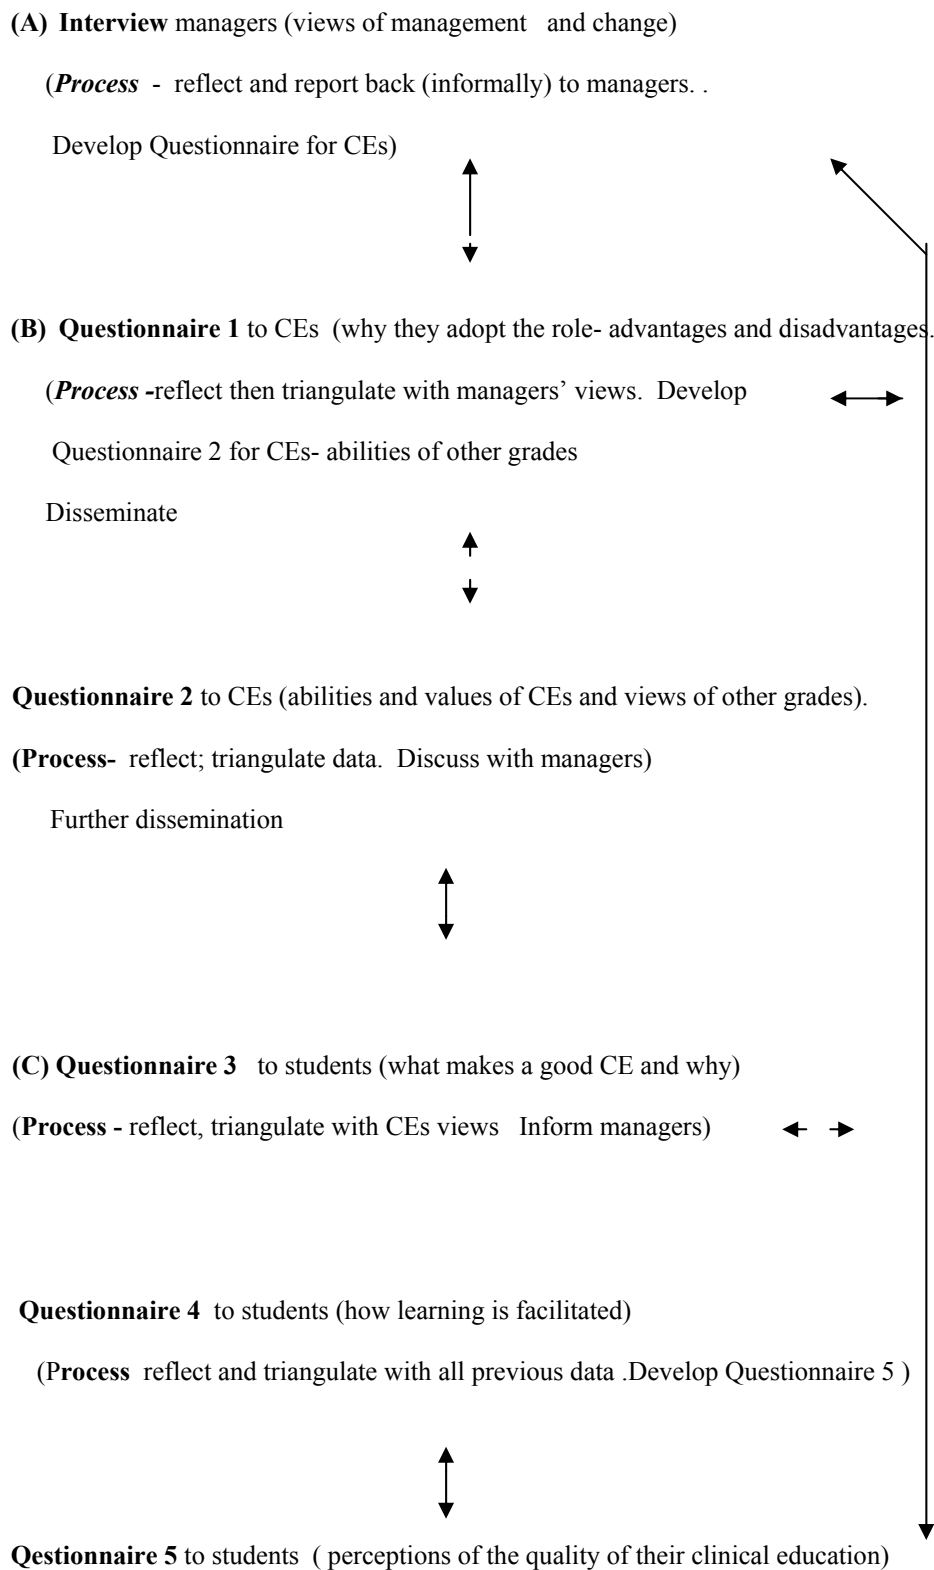 (A) Interview managers (views of management and change)
(Process - reflect and report back (informally) to managers. .
Develop Questionnaire for CEs)
(B) Questionnaire 1 to CEs (why they adopt the role- advantages and disadvantages.
(Process -reflect then triangulate with managers’ views. Develop
Questionnaire 2 for CEs- abilities of other grades
Disseminate
Questionnaire 2 to CEs (abilities and values of CEs and views of other grades).
(Process- reflect; triangulate data. Discuss with managers)
Further dissemination
(C) Questionnaire 3 to students (what makes a good CE and why)
(Process - reflect, triangulate with CEs views Inform managers)
Questionnaire 4 to students (how learning is facilitated)
(Process reflect and triangulate with all previous data .Develop Questionnaire 5 )
Qestionnaire 5 to students ( perceptions of the quality of their clinical education)